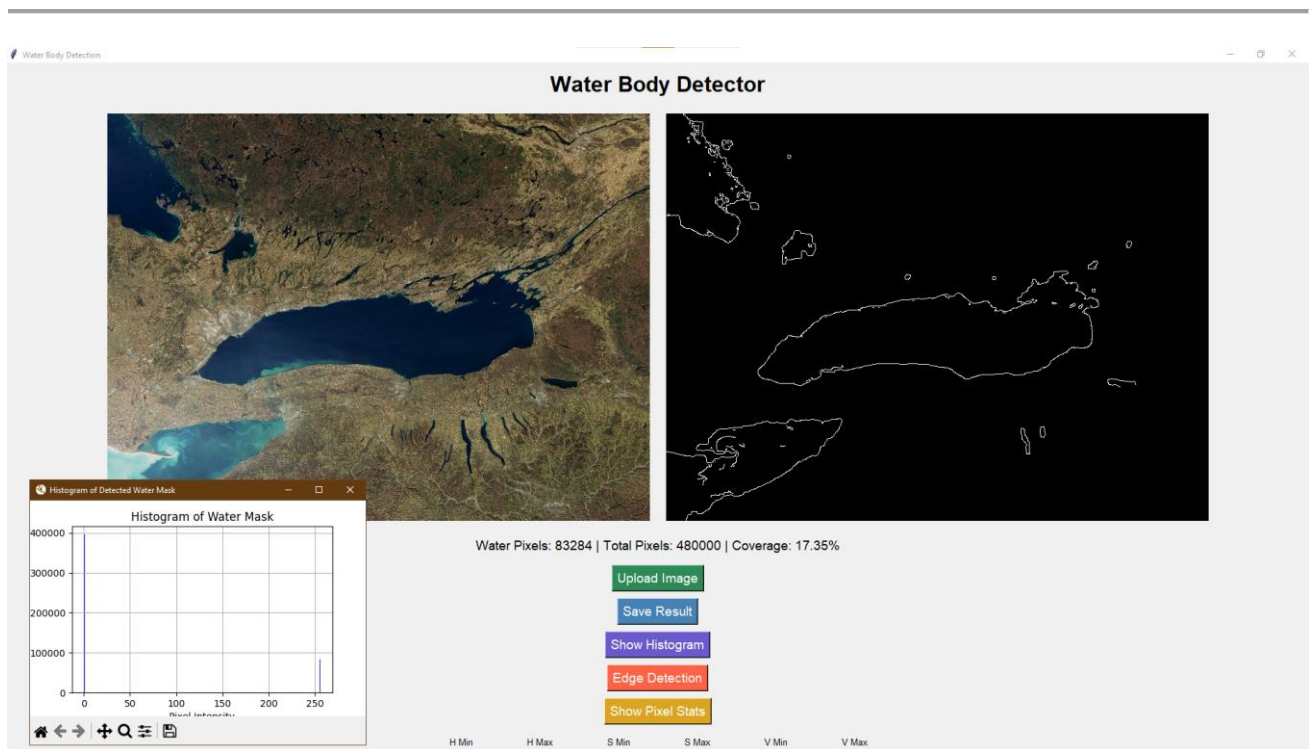 Water Body Detection
Water Body Detector
Histogram of Detected Water Mask
Histogram of Water Mask
400000
300000
200000
100000
0
0 50 100 150 200 250
Pixel Intensity
Water Pixels: 83284 | Total Pixels: 480000 | Coverage: 17.35%
Upload Image
Save Result
Show Histogram
Edge Detection
Show Pixel Stats
H Min H Max S Min S Max V Min V Max